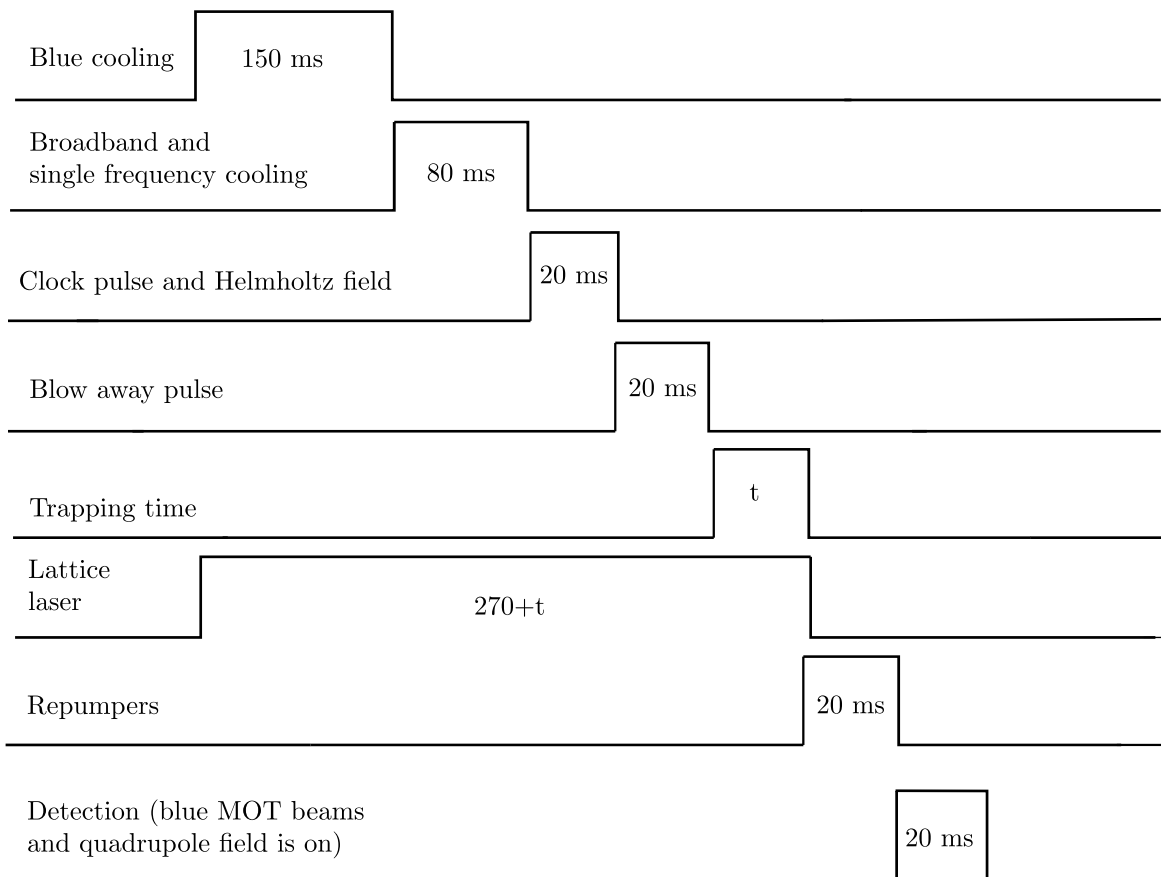 Blue cooling
150 ms
Broadband and
single frequency cooling
80 ms
Clock pulse and Helmholtz field
20 ms
Blow away pulse
20 ms
Trapping time
t
Lattice
laser
270+t
Repumpers
20 ms
Detection (blue MOT beams
and quadrupole field is on)
20 ms